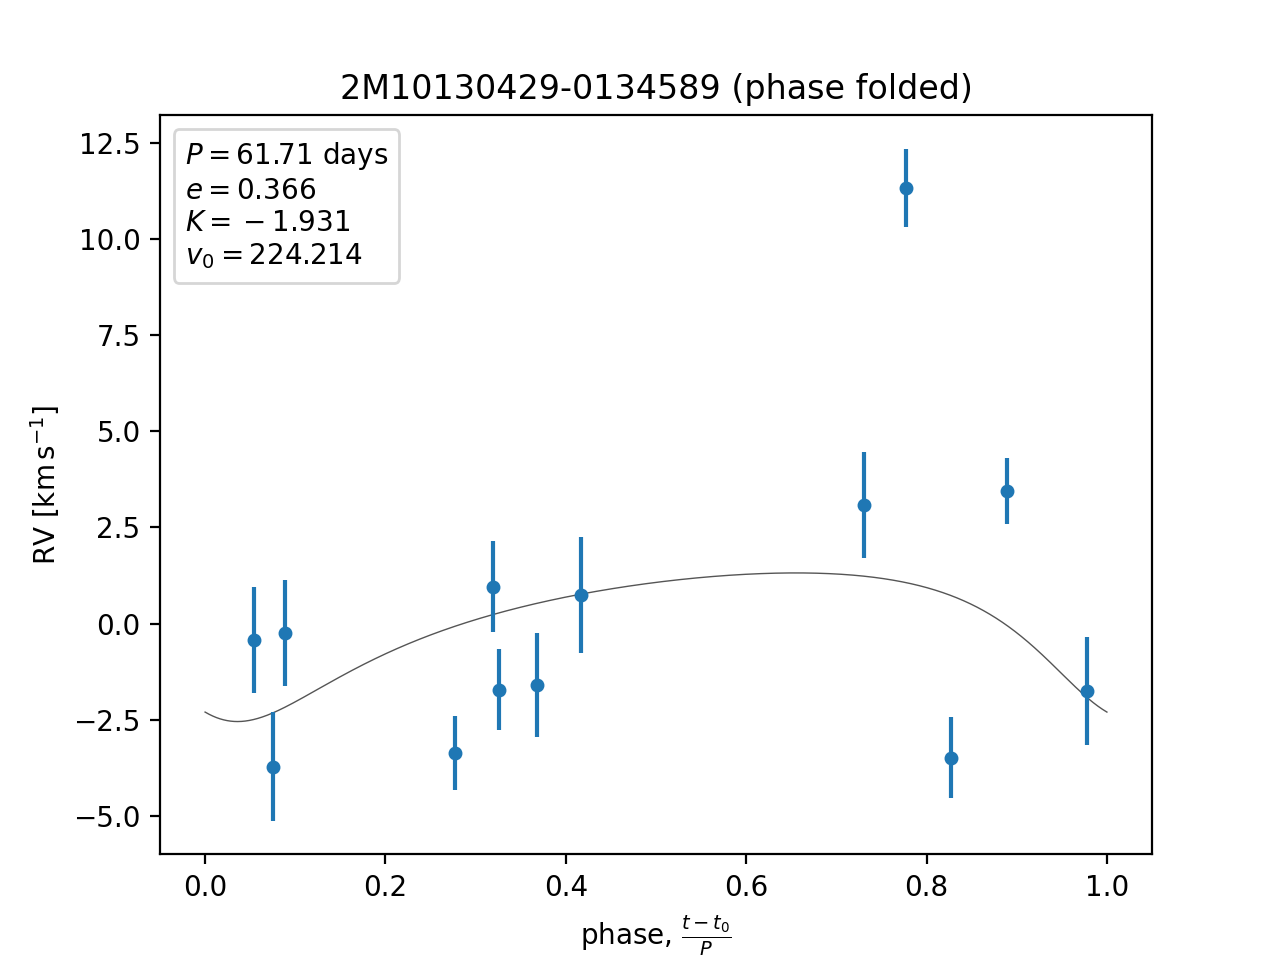 2M10130429-0134589 (phase folded)
P = 61.71 days
e = 0.366
K = −1.931
v₀ = 224.214
12.5
10.0
7.5
5.0
2.5
0.0
−2.5
−5.0
RV [km s⁻¹]
0.0 0.2 0.4 0.6 0.8 1.0
phase, (t − t₀)/P